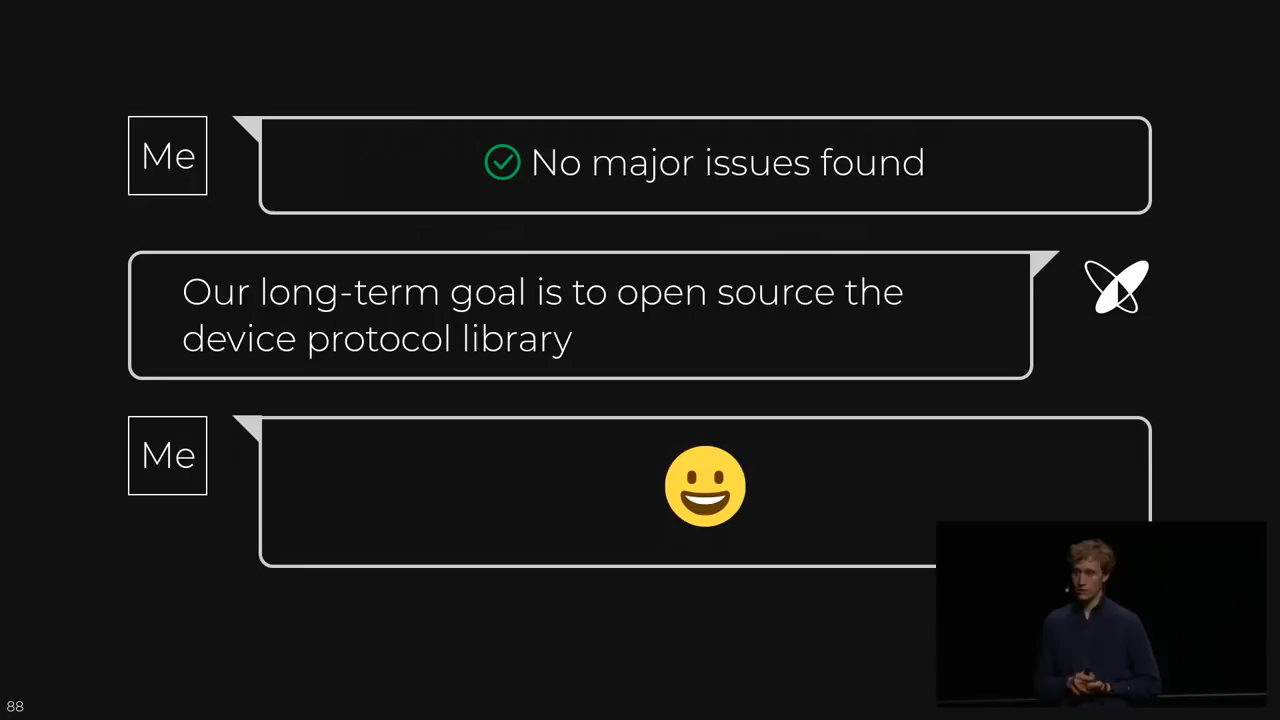 Me
No major issues found
Our long-term goal is to open source the
device protocol library
Me
88